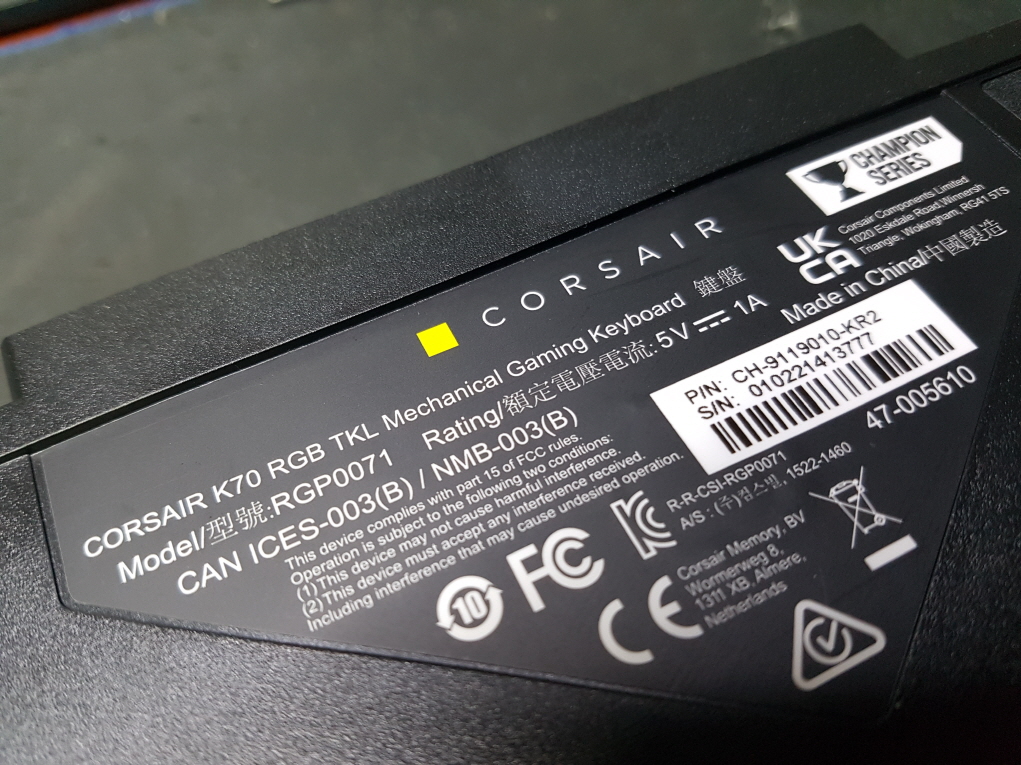 CHAMPION
SERIES
CORSAIR
UK
CA
Corsair Components Limited
1020 Eskdale Road, Winnersh
Triangle, Wokingham, RG41 5TS
CORSAIR K70 RGB TKL Mechanical Gaming Keyboard 鍵盤
Model/型號:RGP0071 Rating/額定電壓電流:5V 1A Made in China/中國製造
CAN ICES-003(B) / NMB-003(B)
P/N: CH-9119010-KR2
S/N: 010221413777
47-005610
This device complies with part 15 of FCC rules.
Operation is subject to the following two conditions:
(1) This device may not cause harmful interference.
(2) This device must accept any interference received.
Including interference that may cause undesired operation.
10
FC
R-R-CSI-RGP0071
A/S : (주)컴스빌, 1522-1460
CE
Corsair Memory, BV
Wormerweg 8,
1311 XB, Almere,
Netherlands